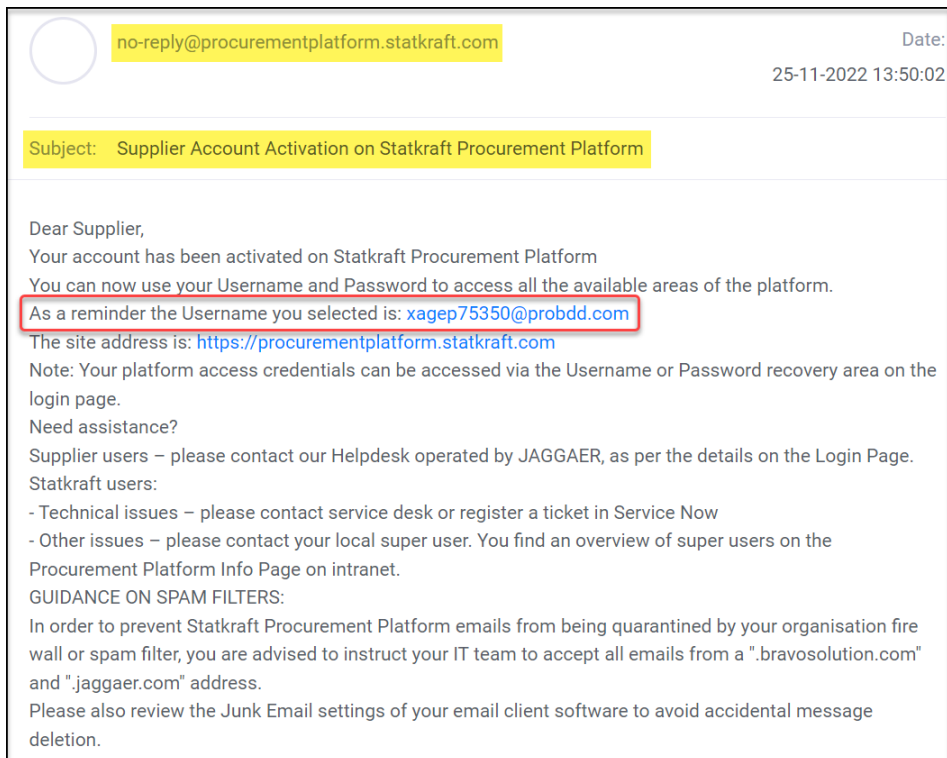 no-reply@procurementplatform.statkraft.com
Date:
25-11-2022 13:50:02
Subject: Supplier Account Activation on Statkraft Procurement Platform
Dear Supplier,
Your account has been activated on Statkraft Procurement Platform
You can now use your Username and Password to access all the available areas of the platform.
As a reminder the Username you selected is: xagep75350@probdd.com
The site address is: https://procurementplatform.statkraft.com
Note: Your platform access credentials can be accessed via the Username or Password recovery area on the
login page.
Need assistance?
Supplier users – please contact our Helpdesk operated by JAGGAER, as per the details on the Login Page.
Statkraft users:
- Technical issues – please contact service desk or register a ticket in Service Now
- Other issues – please contact your local super user. You find an overview of super users on the
Procurement Platform Info Page on intranet.
GUIDANCE ON SPAM FILTERS:
In order to prevent Statkraft Procurement Platform emails from being quarantined by your organisation fire
wall or spam filter, you are advised to instruct your IT team to accept all emails from a ".bravosolution.com"
and ".jaggaer.com" address.
Please also review the Junk Email settings of your email client software to avoid accidental message
deletion.